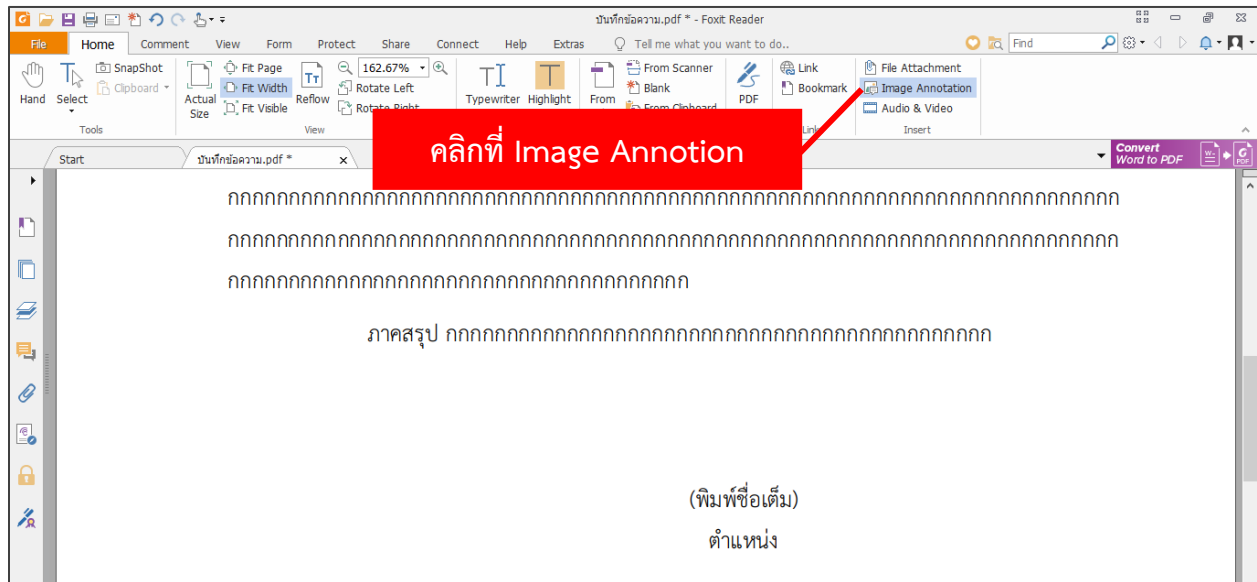 บันทึกข้อความ.pdf * - Foxit Reader
File Home Comment View Form Protect Share Connect Help Extras Tell me what you want to do.. Find
SnapShot Fit Page 162.67% From Scanner Link File Attachment
Clipboard Fit Width Rotate Left Blank Bookmark Image Annotation
Hand Select Actual Size Fit Visible Reflow Rotate Right Typewriter Highlight From From Clipboard PDF Audio & Video
Tools View Links Insert
คลิกที่ Image Annotion
Start บันทึกข้อความ.pdf * x Convert Word to PDF
กกกกกกกกกกกกกกกกกกกกกกกกกกกกกกกกกกกกกกกกกกกกกกกกกกกกกกกกกกกกกกกกกกกกกกกกกก
กกกกกกกกกกกกกกกกกกกกกกกกกกกกกกกกกกกกกกกกกกกกกกกกกกกกกกกกกกกกกกกกกกกกกกกกกก
กกกกกกกกกกกกกกกกกกกกกกกกกกกกกกกกกกกกกก
ภาคสรุป กกกกกกกกกกกกกกกกกกกกกกกกกกกกกกกกกกกกกกกกกกกกก
(พิมพ์ชื่อเต็ม)
ตำแหน่ง